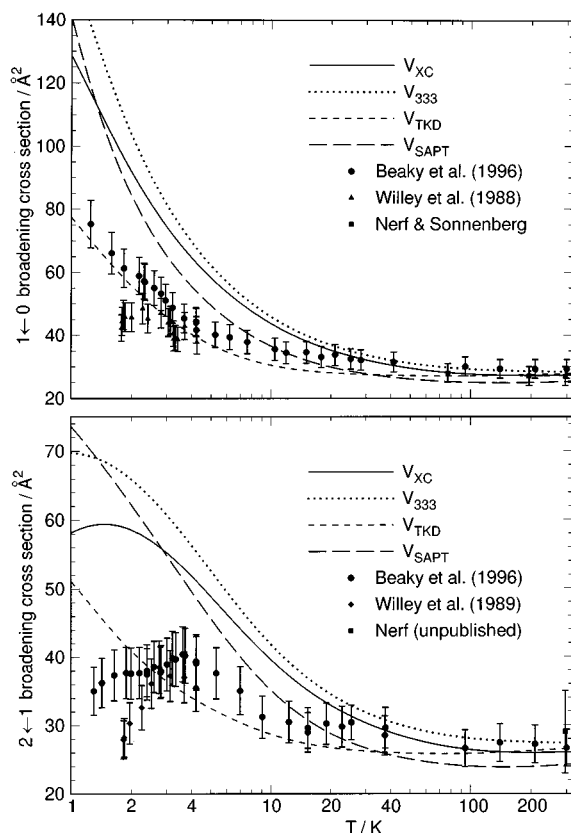 140
120
100
80
60
40
20
1←0 broadening cross section / Å²
V_XC
V_333
V_TKD
V_SAPT
Beaky et al. (1996)
Willey et al. (1988)
Nerf & Sonnenberg
70
60
50
40
30
20
2←1 broadening cross section / Å²
V_XC
V_333
V_TKD
V_SAPT
Beaky et al. (1996)
Willey et al. (1989)
Nerf (unpublished)
1 2 4 10 20 40 100 200
T / K